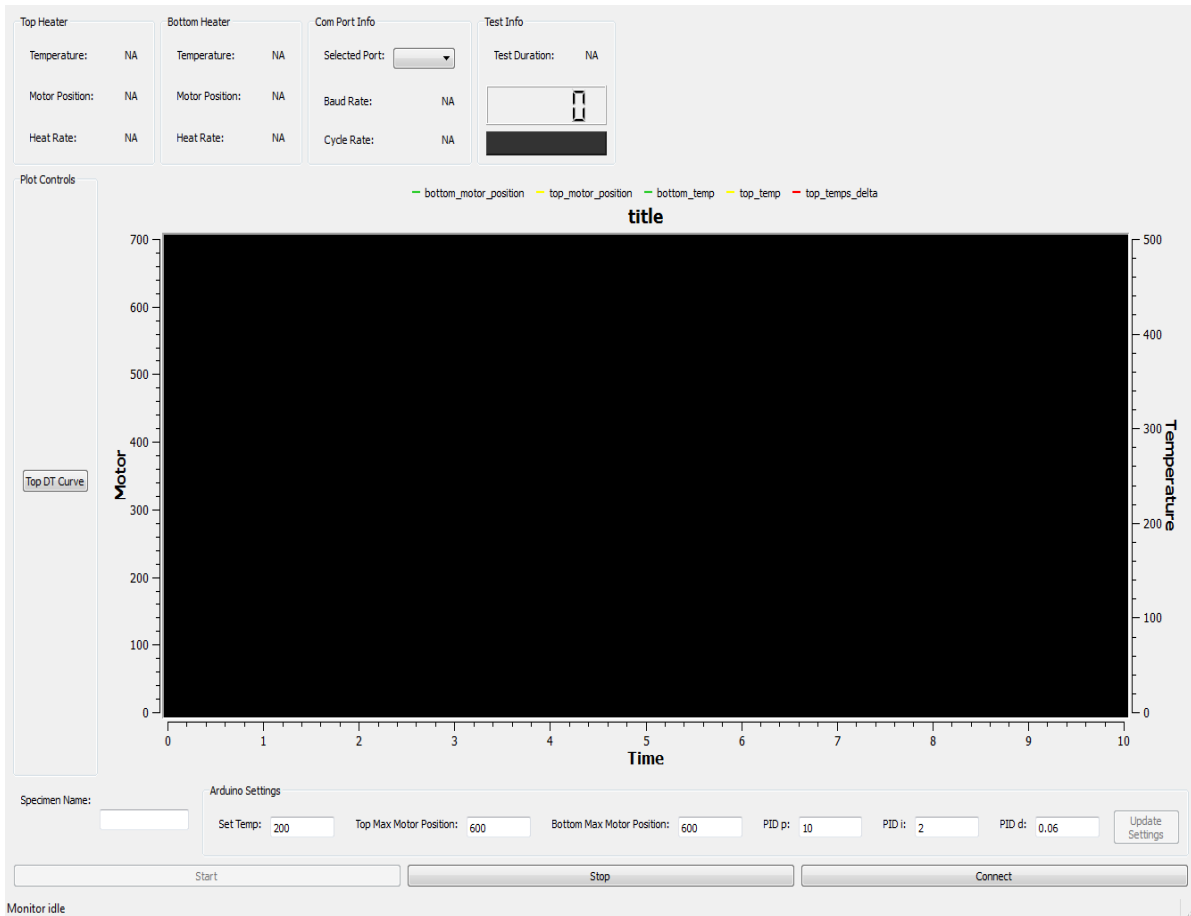 Top Heater
Temperature: NA
Motor Position: NA
Heat Rate: NA
Bottom Heater
Temperature: NA
Motor Position: NA
Heat Rate: NA
Com Port Info
Selected Port:
Baud Rate: NA
Cycle Rate: NA
Test Info
Test Duration: NA
0
Plot Controls
Top DT Curve
bottom_motor_position top_motor_position bottom_temp top_temp top_temps_delta
title
700
600
500
400
300
200
100
0
Motor
500
400
300
200
100
0
Temperature
0 1 2 3 4 5 6 7 8 9 10
Time
Specimen Name:
Arduino Settings
Set Temp: 200 Top Max Motor Position: 600 Bottom Max Motor Position: 600 PID p: 10 PID i: 2 PID d: 0.06
Update
Settings
Start Stop Connect
Monitor idle